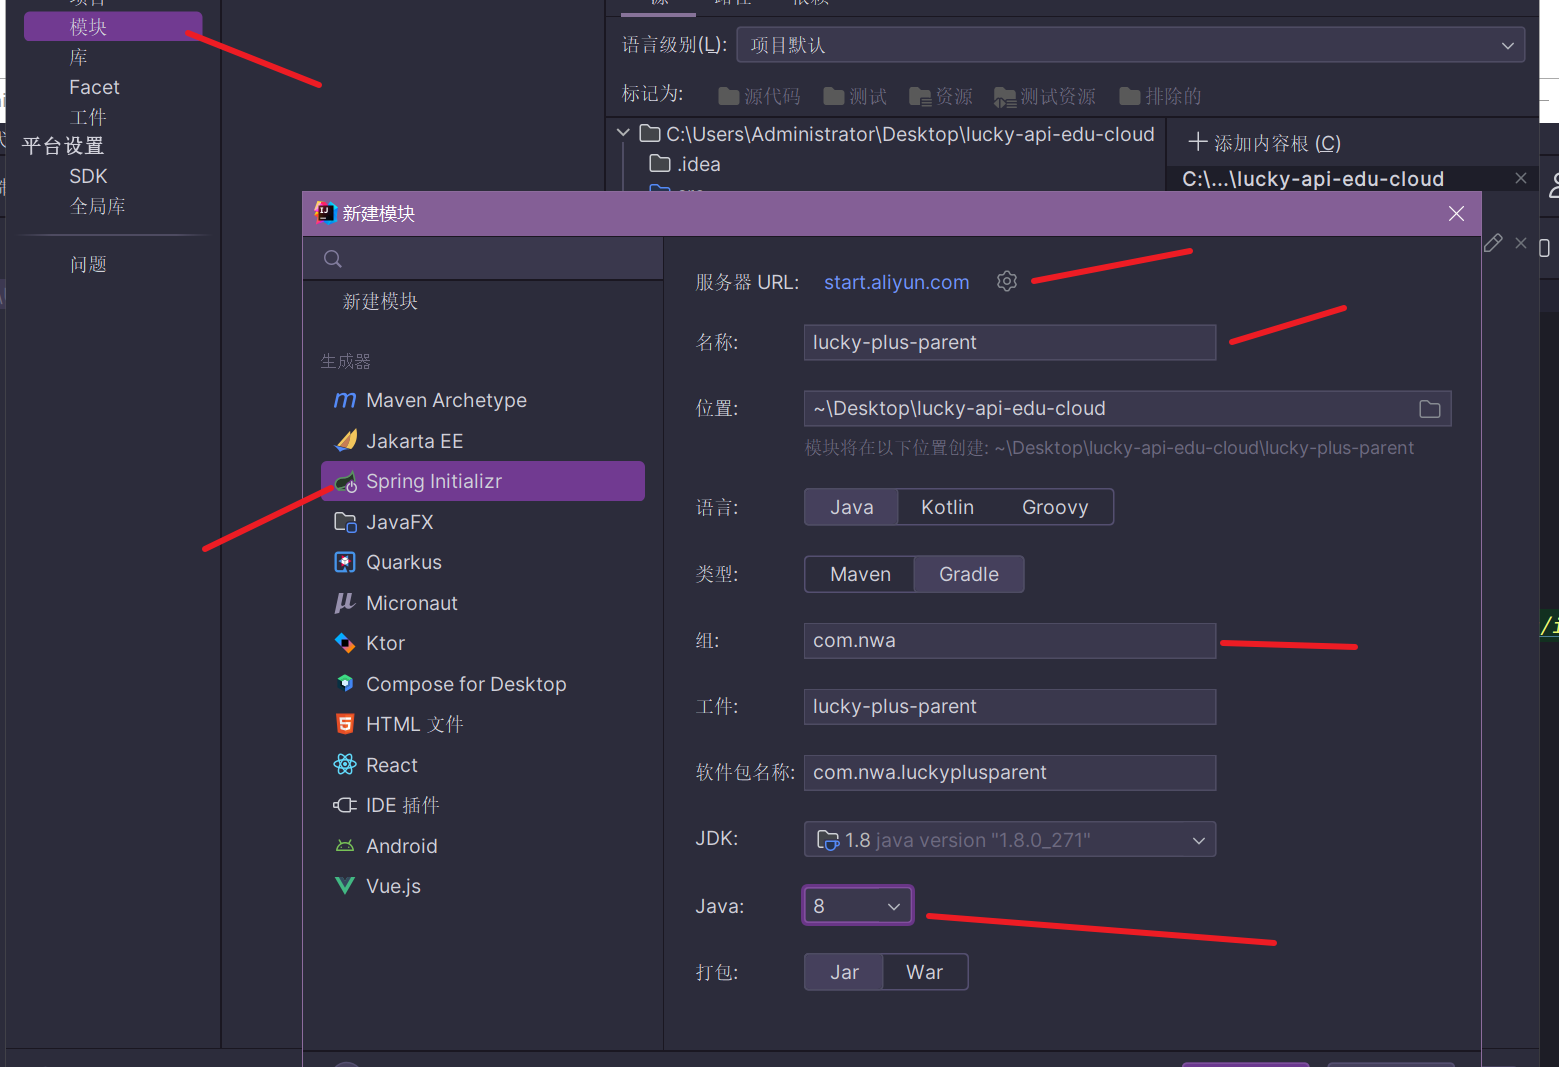 项目
模块
库
Facet
工件
平台设置
SDK
全局库
问题
源
路径
依赖
语言级别(L): 项目默认
标记为: 源代码 测试 资源 测试资源 排除的
C:\Users\Administrator\Desktop\lucky-api-edu-cloud
.idea
添加内容根 (C)
C:\...\lucky-api-edu-cloud
新建模块
新建模块
生成器
Maven Archetype
Jakarta EE
Spring Initializr
JavaFX
Quarkus
Micronaut
Ktor
Compose for Desktop
HTML 文件
React
IDE 插件
Android
Vue.js
服务器 URL: start.aliyun.com
名称: lucky-plus-parent
位置: ~\Desktop\lucky-api-edu-cloud
模块将在以下位置创建: ~\Desktop\lucky-api-edu-cloud\lucky-plus-parent
语言: Java Kotlin Groovy
类型: Maven Gradle
组: com.nwa
工件: lucky-plus-parent
软件包名称: com.nwa.luckyplusparent
JDK: 1.8 java version "1.8.0_271"
Java: 8
打包: Jar War